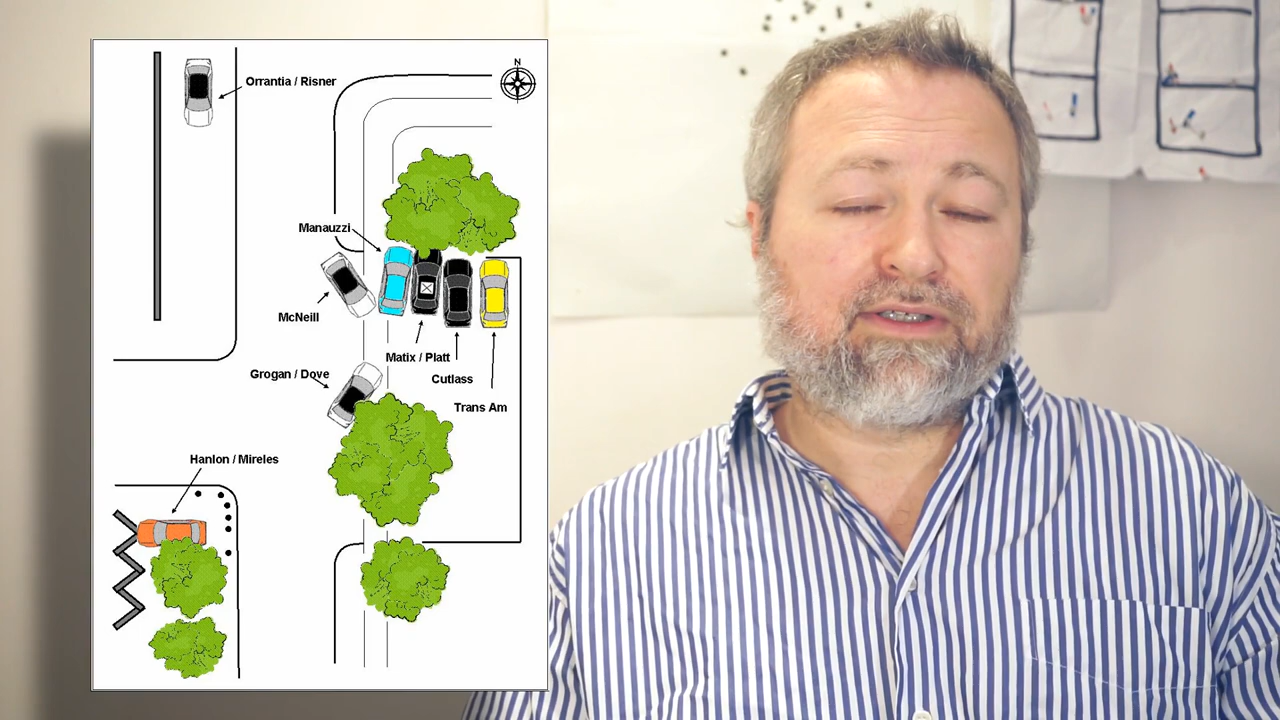 N
Orrantia / Risner
Manauzzi
McNeill
Matix / Platt
Grogan / Dove
Cutlass
Trans Am
Hanlon / Mireles